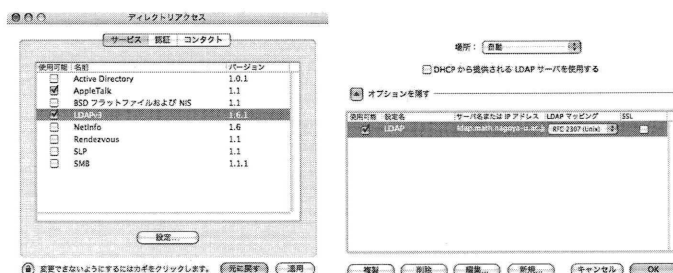 ディレクトリアクセス
サービス 認証 コンタクト
使用可能 名前 バージョン
Active Directory 1.0.1
AppleTalk 1.1
BSD フラットファイルおよび NIS 1.1
LDAPv3 1.6.1
NetInfo 1.6
Rendezvous 1.1
SLP 1.1
SMB 1.1.1
設定...
変更できないようにするにはカギをクリックします。 元に戻す 適用
場所: 自動
DHCP から提供される LDAP サーバを使用する
オプションを隠す
使用可能 設定名 サーバ名または IP アドレス LDAP マッピング SSL
LDAP ldap.math.nagoya-u.ac.j RFC 2307 (Unix)
複製 削除 編集... 新規... キャンセル OK